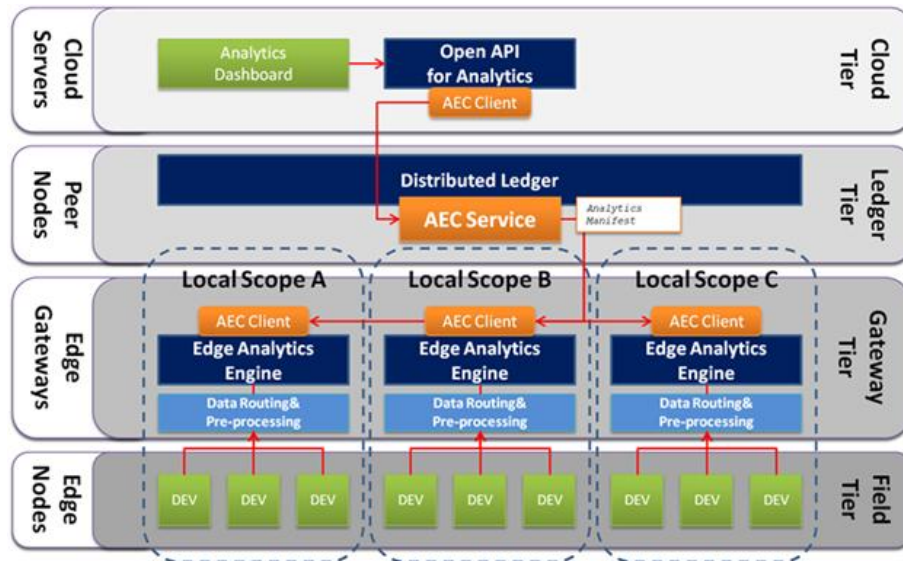 Cloud
Servers
Analytics
Dashboard
Open API
for Analytics
AEC Client
Cloud
Tier
Peer
Nodes
Distributed Ledger
AEC Service
Analytics
Manifest
Ledger
Tier
Local Scope A
Local Scope B
Local Scope C
Edge
Gateways
AEC Client
AEC Client
AEC Client
Edge Analytics
Engine
Edge Analytics
Engine
Edge Analytics
Engine
Data Routing&
Pre-processing
Data Routing&
Pre-processing
Data Routing&
Pre-processing
Gateway
Tier
Edge
Nodes
DEV
DEV
DEV
DEV
DEV
DEV
DEV
DEV
DEV
Field
Tier